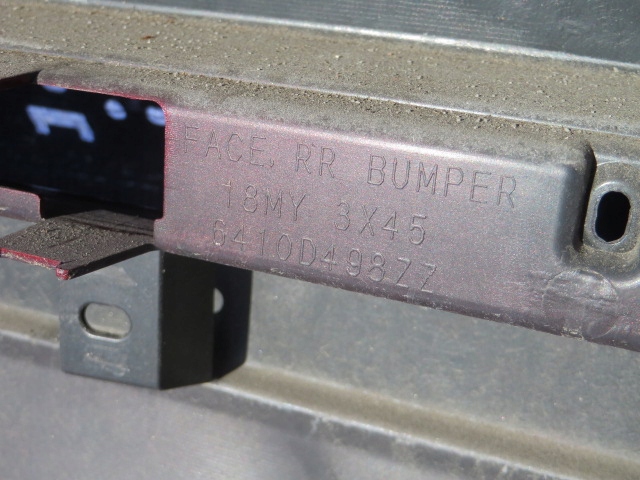 FACE, RR BUMPER
18MY 3X45
6410D498ZZ